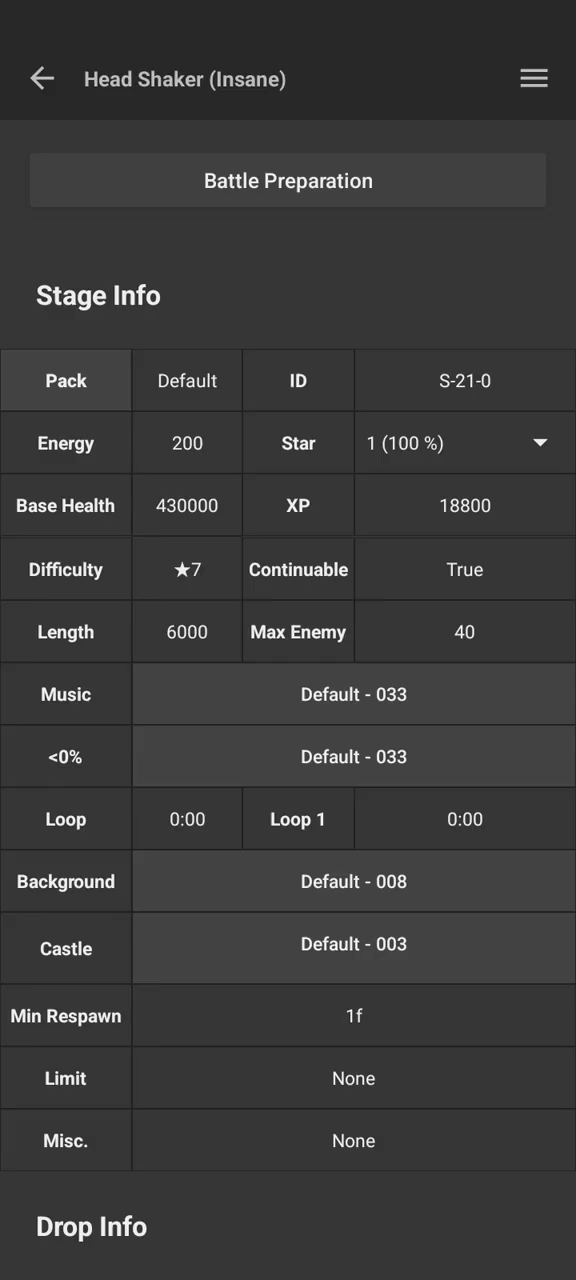 Head Shaker (Insane)
Battle Preparation
Stage Info
Pack Default ID S-21-0
Energy 200 Star 1 (100 %)
Base Health 430000 XP 18800
Difficulty ★7 Continuable True
Length 6000 Max Enemy 40
Music Default - 033
<0% Default - 033
Loop 0:00 Loop 1 0:00
Background Default - 008
Castle Default - 003
Min Respawn 1f
Limit None
Misc. None
Drop Info